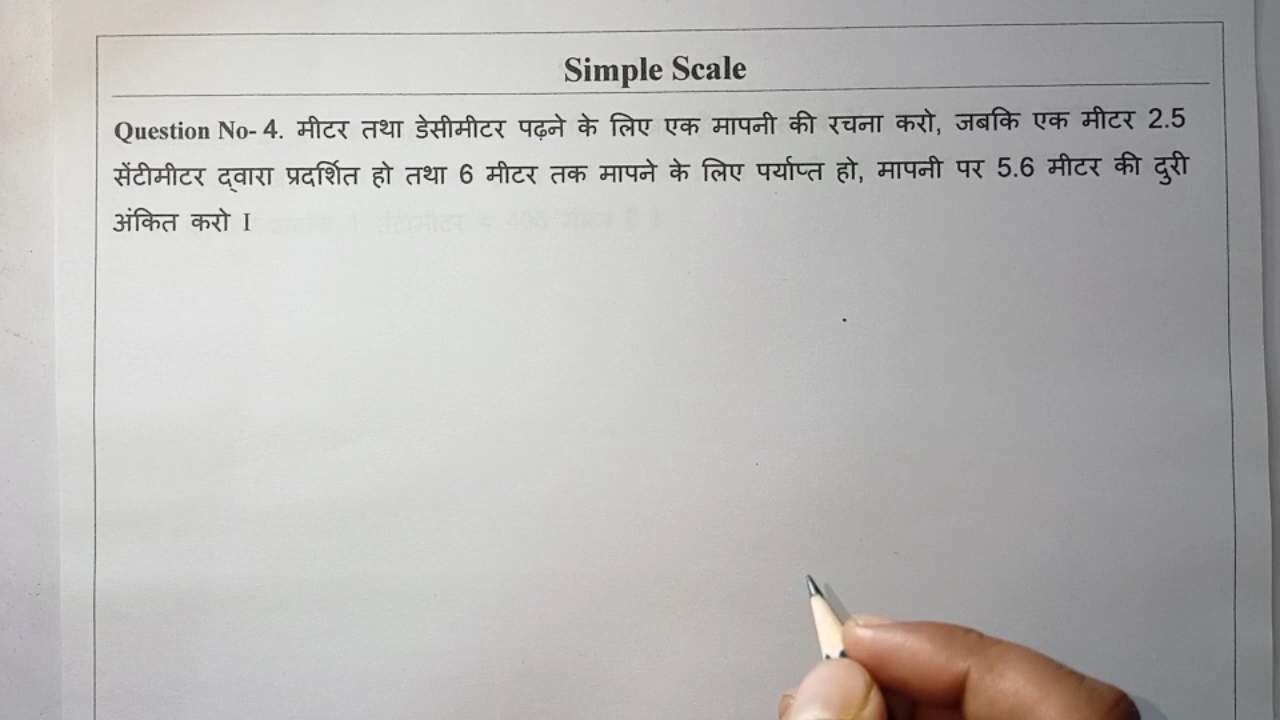 Simple Scale
Question No- 4. मीटर तथा डेसीमीटर पढ़ने के लिए एक मापनी की रचना करो, जबकि एक मीटर 2.5
सेंटीमीटर द्वारा प्रदर्शित हो तथा 6 मीटर तक मापने के लिए पर्याप्त हो, मापनी पर 5.6 मीटर की दुरी
अंकित करो I